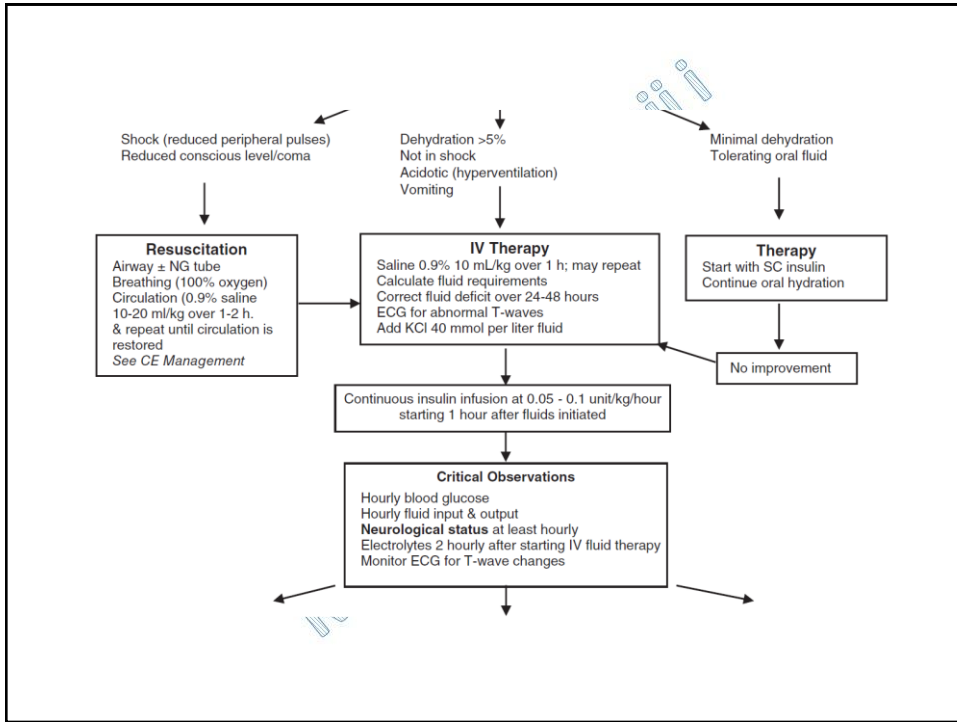 Shock (reduced peripheral pulses)
Reduced conscious level/coma
Dehydration >5%
Not in shock
Acidotic (hyperventilation)
Vomiting
Minimal dehydration
Tolerating oral fluid
Resuscitation
Airway ± NG tube
Breathing (100% oxygen)
Circulation (0.9% saline
10-20 ml/kg over 1-2 h.
& repeat until circulation is
restored
See CE Management
IV Therapy
Saline 0.9% 10 mL/kg over 1 h; may repeat
Calculate fluid requirements
Correct fluid deficit over 24-48 hours
ECG for abnormal T-waves
Add KCl 40 mmol per liter fluid
Therapy
Start with SC insulin
Continue oral hydration
No improvement
Continuous insulin infusion at 0.05 - 0.1 unit/kg/hour
starting 1 hour after fluids initiated
Critical Observations
Hourly blood glucose
Hourly fluid input & output
Neurological status at least hourly
Electrolytes 2 hourly after starting IV fluid therapy
Monitor ECG for T-wave changes